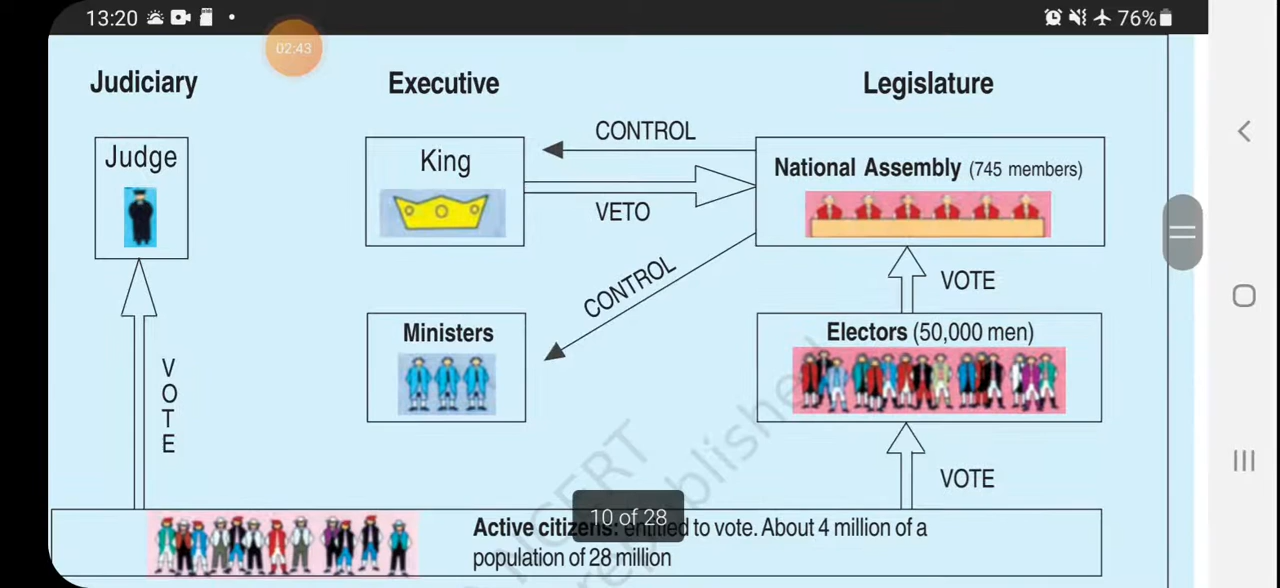 13:20
76%
02:43
Judiciary
Executive
Legislature
Judge
King
CONTROL
VETO
National Assembly (745 members)
CONTROL
VOTE
Ministers
Electors (50,000 men)
VOTE
VOTE
10 of 28
Active citizens: entitled to vote. About 4 million of a
population of 28 million
NCERT
republished